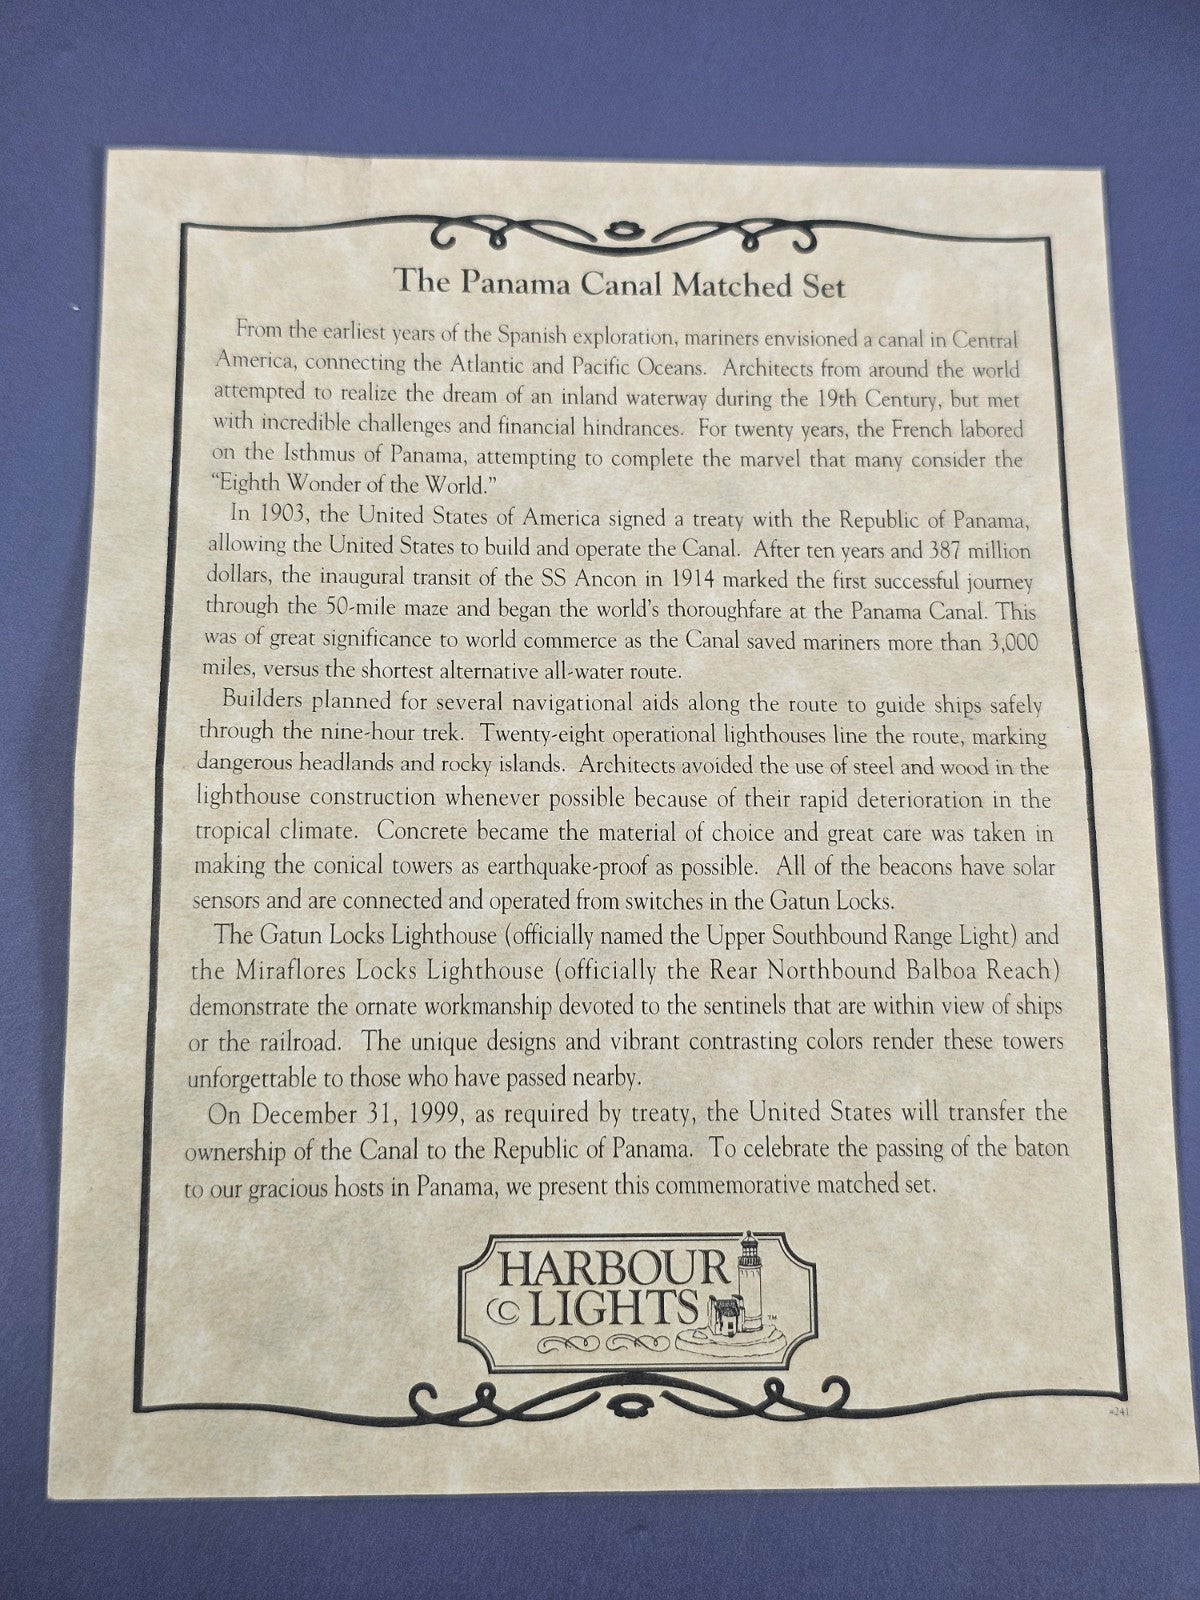 The Panama Canal Matched Set
From the earliest years of the Spanish exploration, mariners envisioned a canal in Central
America, connecting the Atlantic and Pacific Oceans. Architects from around the world
attempted to realize the dream of an inland waterway during the 19th Century, but met
with incredible challenges and financial hindrances. For twenty years, the French labored
on the Isthmus of Panama, attempting to complete the marvel that many consider the
“Eighth Wonder of the World.”
In 1903, the United States of America signed a treaty with the Republic of Panama,
allowing the United States to build and operate the Canal. After ten years and 387 million
dollars, the inaugural transit of the SS Ancon in 1914 marked the first successful journey
through the 50-mile maze and began the world's thoroughfare at the Panama Canal. This
was of great significance to world commerce as the Canal saved mariners more than 3,000
miles, versus the shortest alternative all-water route.
Builders planned for several navigational aids along the route to guide ships safely
through the nine-hour trek. Twenty-eight operational lighthouses line the route, marking
dangerous headlands and rocky islands. Architects avoided the use of steel and wood in the
lighthouse construction whenever possible because of their rapid deterioration in the
tropical climate. Concrete became the material of choice and great care was taken in
making the conical towers as earthquake-proof as possible. All of the beacons have solar
sensors and are connected and operated from switches in the Gatun Locks.
The Gatun Locks Lighthouse (officially named the Upper Southbound Range Light) and
the Miraflores Locks Lighthouse (officially the Rear Northbound Balboa Reach)
demonstrate the ornate workmanship devoted to the sentinels that are within view of ships
or the railroad. The unique designs and vibrant contrasting colors render these towers
unforgettable to those who have passed nearby.
On December 31, 1999, as required by treaty, the United States will transfer the
ownership of the Canal to the Republic of Panama. To celebrate the passing of the baton
to our gracious hosts in Panama, we present this commemorative matched set.
HARBOUR
© LIGHTS ™
#241